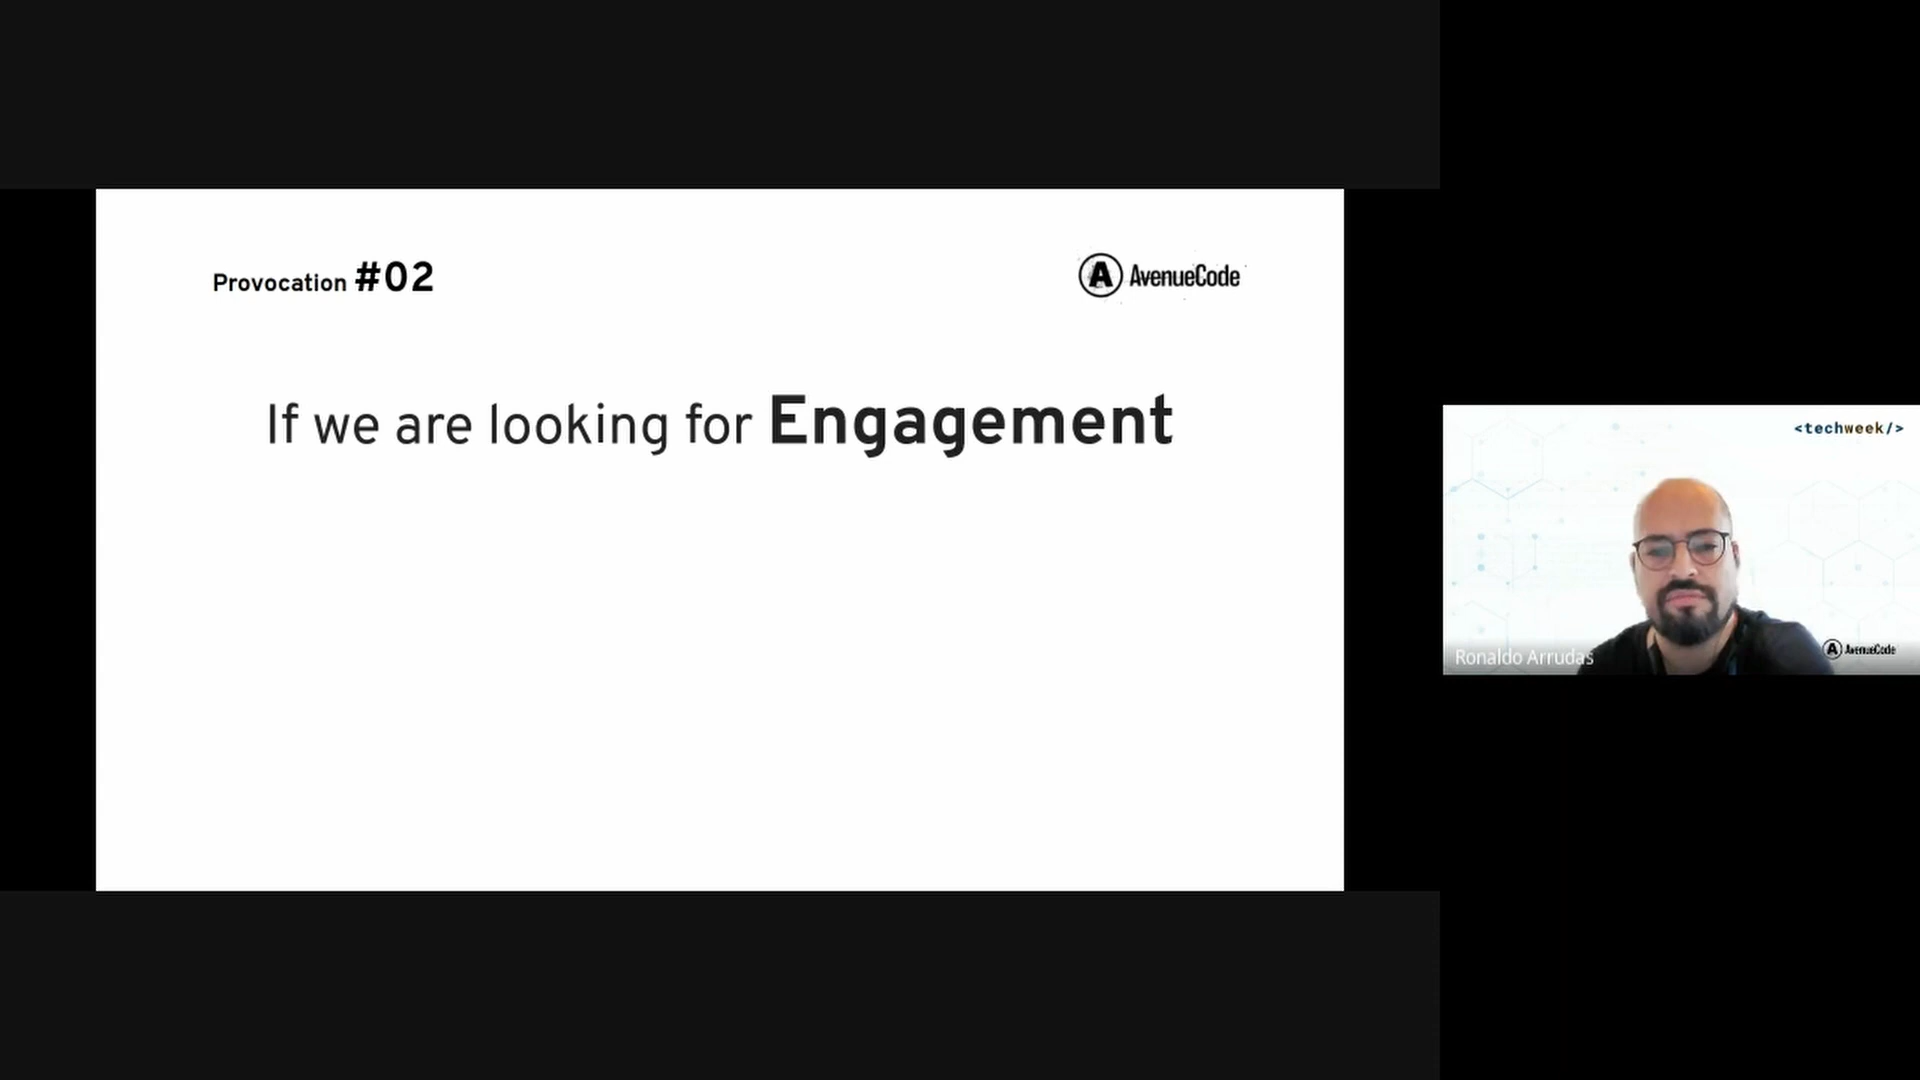 Provocation #02
A AvenueCode
If we are looking for Engagement
<techweek/>
Ronaldo Arrudas
A AvenueCode